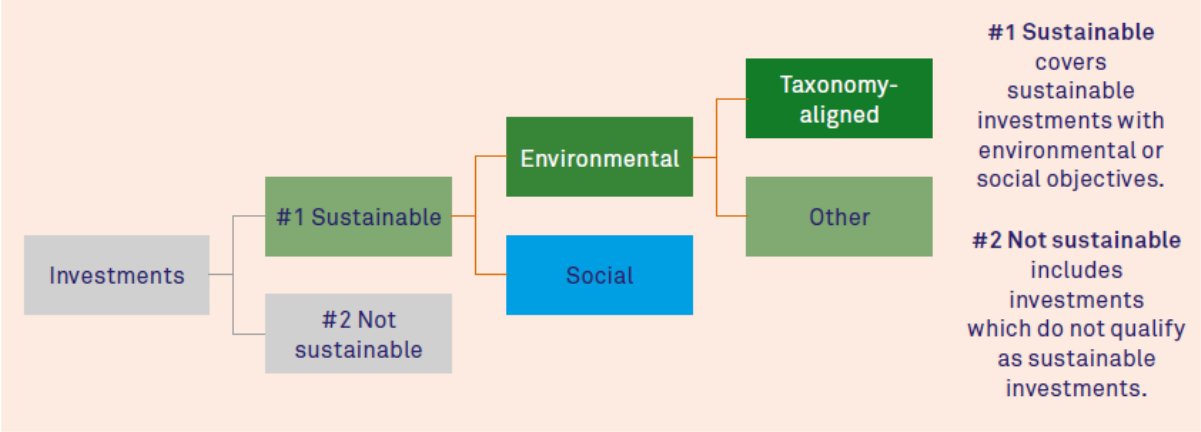 Investments
#1 Sustainable
#2 Not
sustainable
Environmental
Social
Taxonomy-
aligned
Other
#1 Sustainable
covers
sustainable
investments with
environmental or
social objectives.
#2 Not sustainable
includes
investments
which do not qualify
as sustainable
investments.